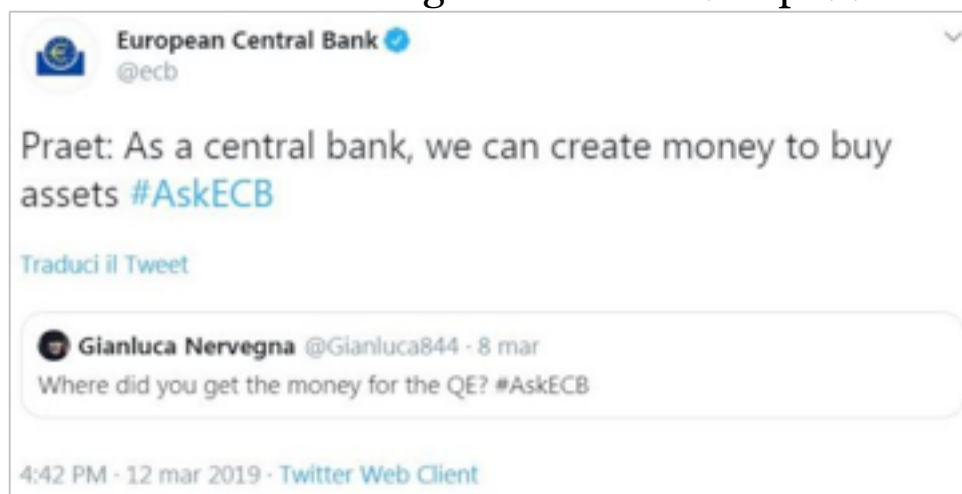 European Central Bank
@ecb
Praet: As a central bank, we can create money to buy
assets #AskECB
Traduci il Tweet
Gianluca Nervegna @Gianluca844 · 8 mar
Where did you get the money for the QE? #AskECB
4:42 PM · 12 mar 2019 · Twitter Web Client